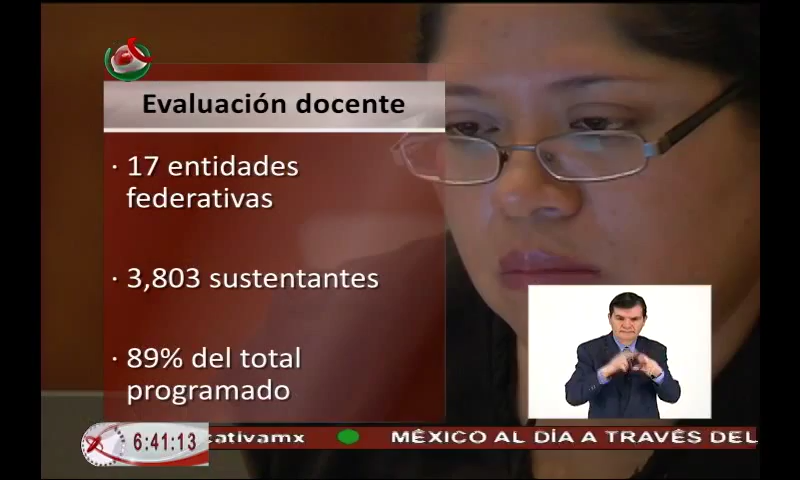 Evaluación docente
· 17 entidades
federativas
· 3,803 sustentantes
· 89% del total
programado
6:41:13
cativamx
MÉXICO AL DÍA A TRAVÉS DEL